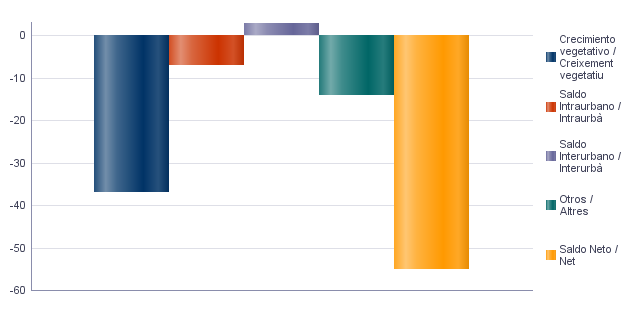 0
-10
-20
-30
-40
-50
-60
Crecimiento
vegetativo /
Creixement
vegetatiu
Saldo
Intraurbano /
Intraurbà
Saldo
Interurbano /
Interurbà
Otros /
Altres
Saldo Neto /
Net